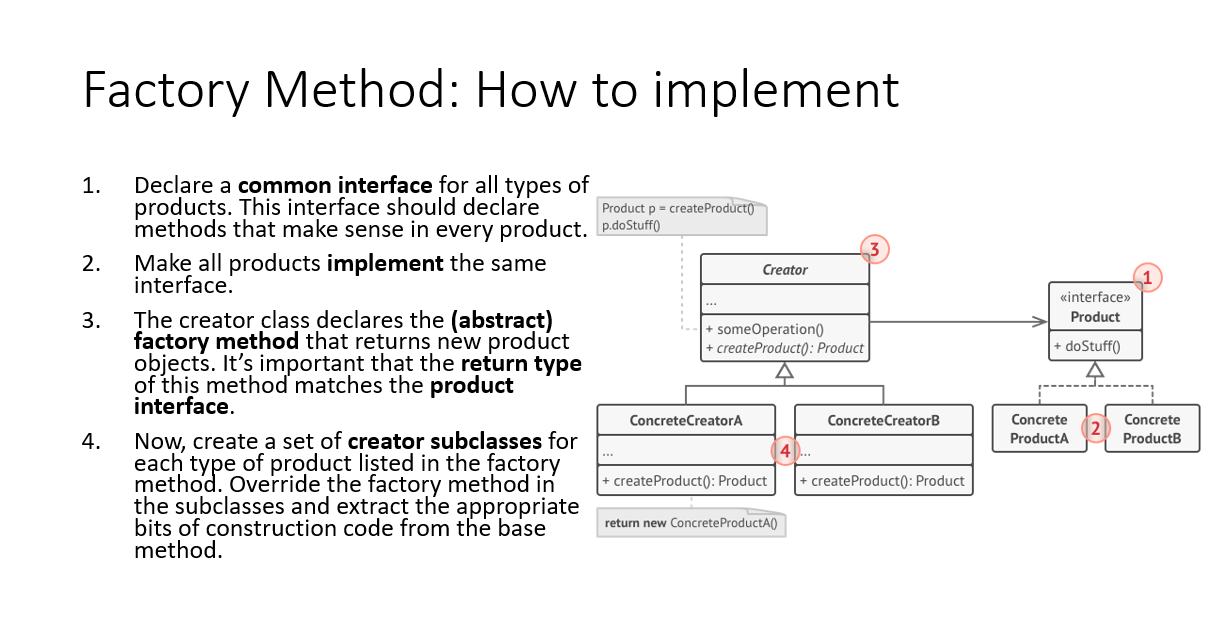 Factory Method: How to implement
1. Declare a common interface for all types of
products. This interface should declare
methods that make sense in every product.
2. Make all products implement the same
interface.
3. The creator class declares the (abstract)
factory method that returns new product
objects. It’s important that the return type
of this method matches the product
interface.
4. Now, create a set of creator subclasses for
each type of product listed in the factory
method. Override the factory method in
the subclasses and extract the appropriate
bits of construction code from the base
method.
Product p = createProduct()
p.doStuff()
3
Creator
...
+ someOperation()
+ createProduct(): Product
1
«interface»
Product
+ doStuff()
ConcreteCreatorA
...
+ createProduct(): Product
4
ConcreteCreatorB
...
+ createProduct(): Product
Concrete
ProductA
2
Concrete
ProductB
return new ConcreteProductA()